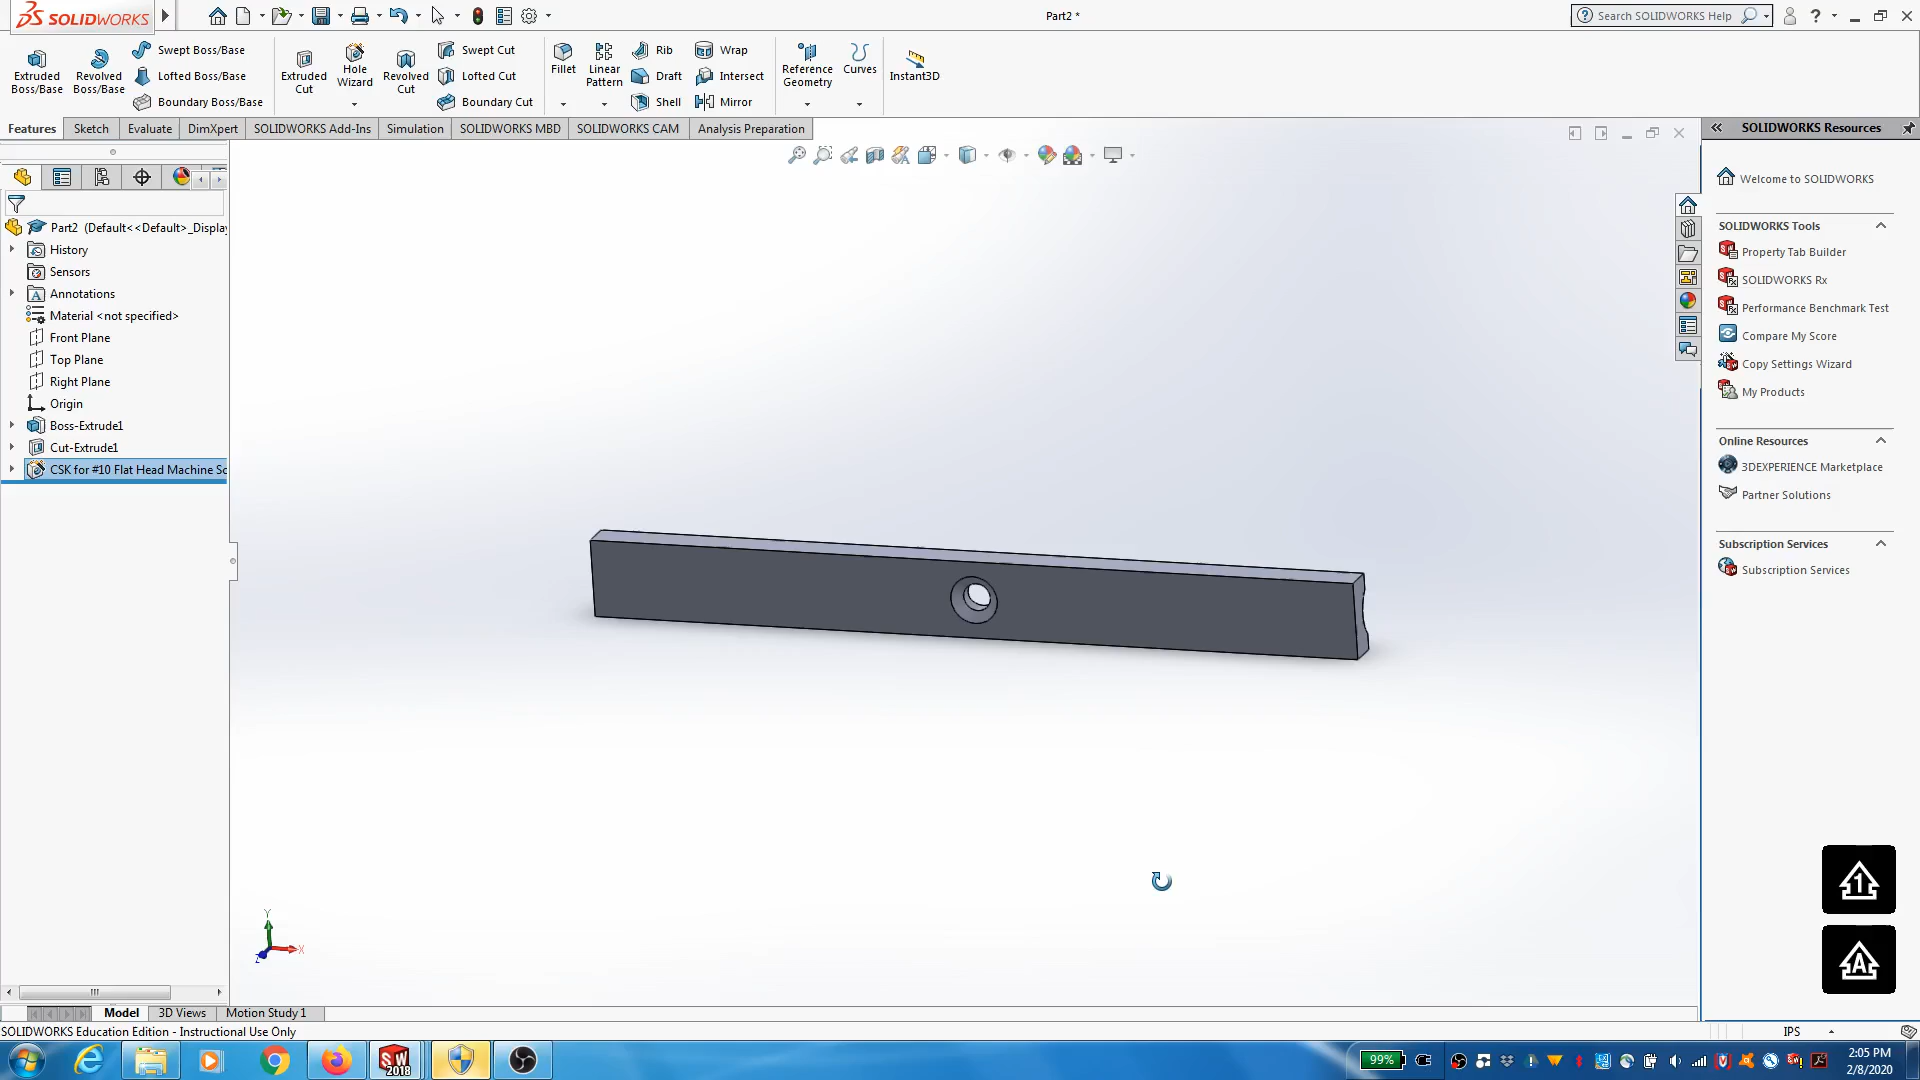 SOLIDWORKS
Part2 *
Search SOLIDWORKS Help
Extruded Boss/Base
Revolved Boss/Base
Swept Boss/Base
Lofted Boss/Base
Boundary Boss/Base
Extruded Cut
Hole Wizard
Revolved Cut
Swept Cut
Lofted Cut
Boundary Cut
Fillet
Linear Pattern
Rib
Draft
Shell
Wrap
Intersect
Mirror
Reference Geometry
Curves
Instant3D
Features
Sketch
Evaluate
DimXpert
SOLIDWORKS Add-Ins
Simulation
SOLIDWORKS MBD
SOLIDWORKS CAM
Analysis Preparation
Part2 (Default<<Default>_Display
History
Sensors
Annotations
Material <not specified>
Front Plane
Top Plane
Right Plane
Origin
Boss-Extrude1
Cut-Extrude1
CSK for #10 Flat Head Machine Sc
SOLIDWORKS Resources
Welcome to SOLIDWORKS
SOLIDWORKS Tools
Property Tab Builder
SOLIDWORKS Rx
Performance Benchmark Test
Compare My Score
Copy Settings Wizard
My Products
Online Resources
3DEXPERIENCE Marketplace
Partner Solutions
Subscription Services
Subscription Services
Y
X
Z
1
A
Model
3D Views
Motion Study 1
SOLIDWORKS Education Edition - Instructional Use Only
IPS
SW
2018
99%
2:05 PM
2/8/2020